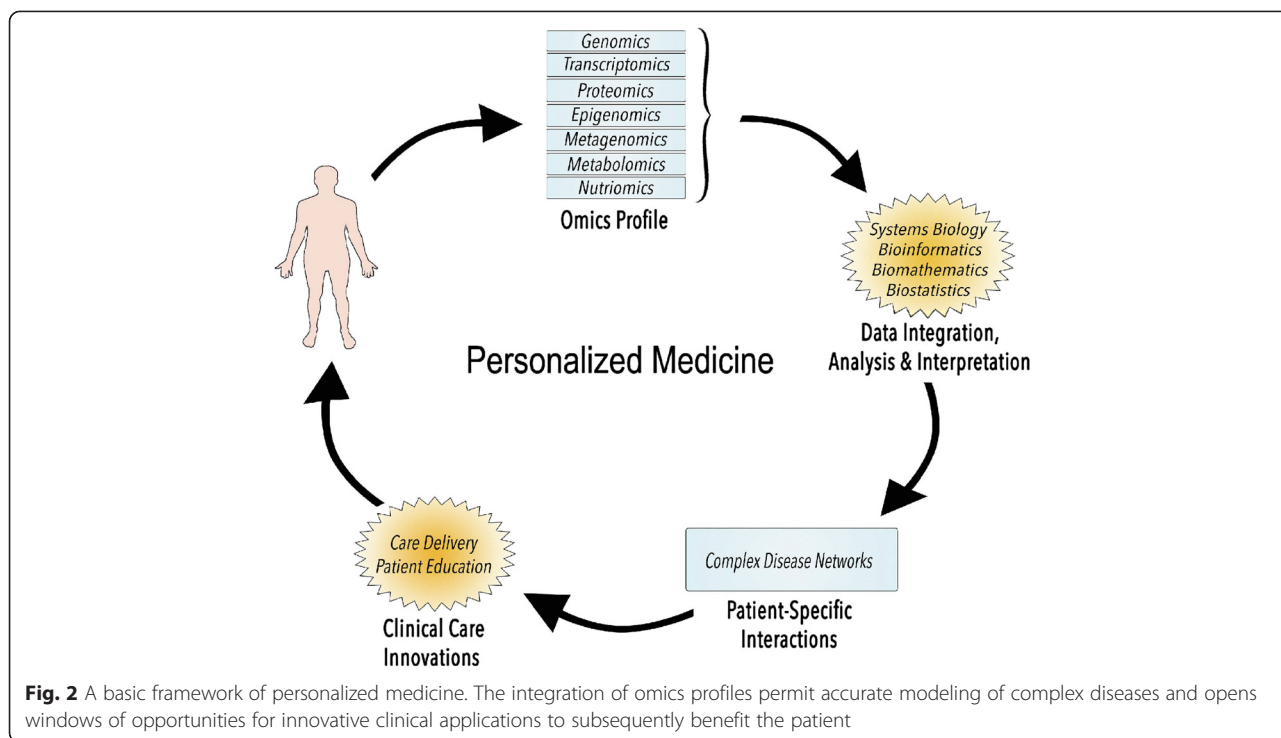 Genomics
Transcriptomics
Proteomics
Epigenomics
Metagenomics
Metabolomics
Nutriomics
Omics Profile
Systems Biology
Bioinformatics
Biomathematics
Biostatistics
Data Integration,
Analysis & Interpretation
Personalized Medicine
Complex Disease Networks
Patient-Specific
Interactions
Care Delivery
Patient Education
Clinical Care
Innovations
Fig. 2 A basic framework of personalized medicine. The integration of omics profiles permit accurate modeling of complex diseases and opens
windows of opportunities for innovative clinical applications to subsequently benefit the patient